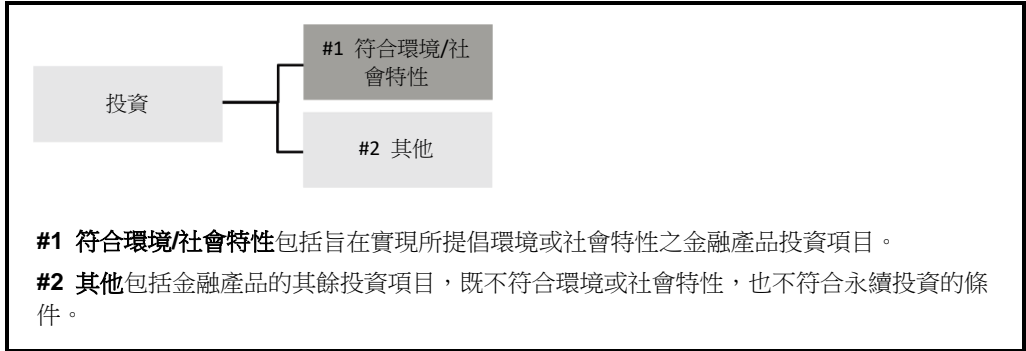 #1 符合環境/社
會特性
投資
#2 其他
#1 符合環境/社會特性包括旨在實現所提倡環境或社會特性之金融產品投資項目。
#2 其他包括金融產品的其餘投資項目，既不符合環境或社會特性，也不符合永續投資的條
件。